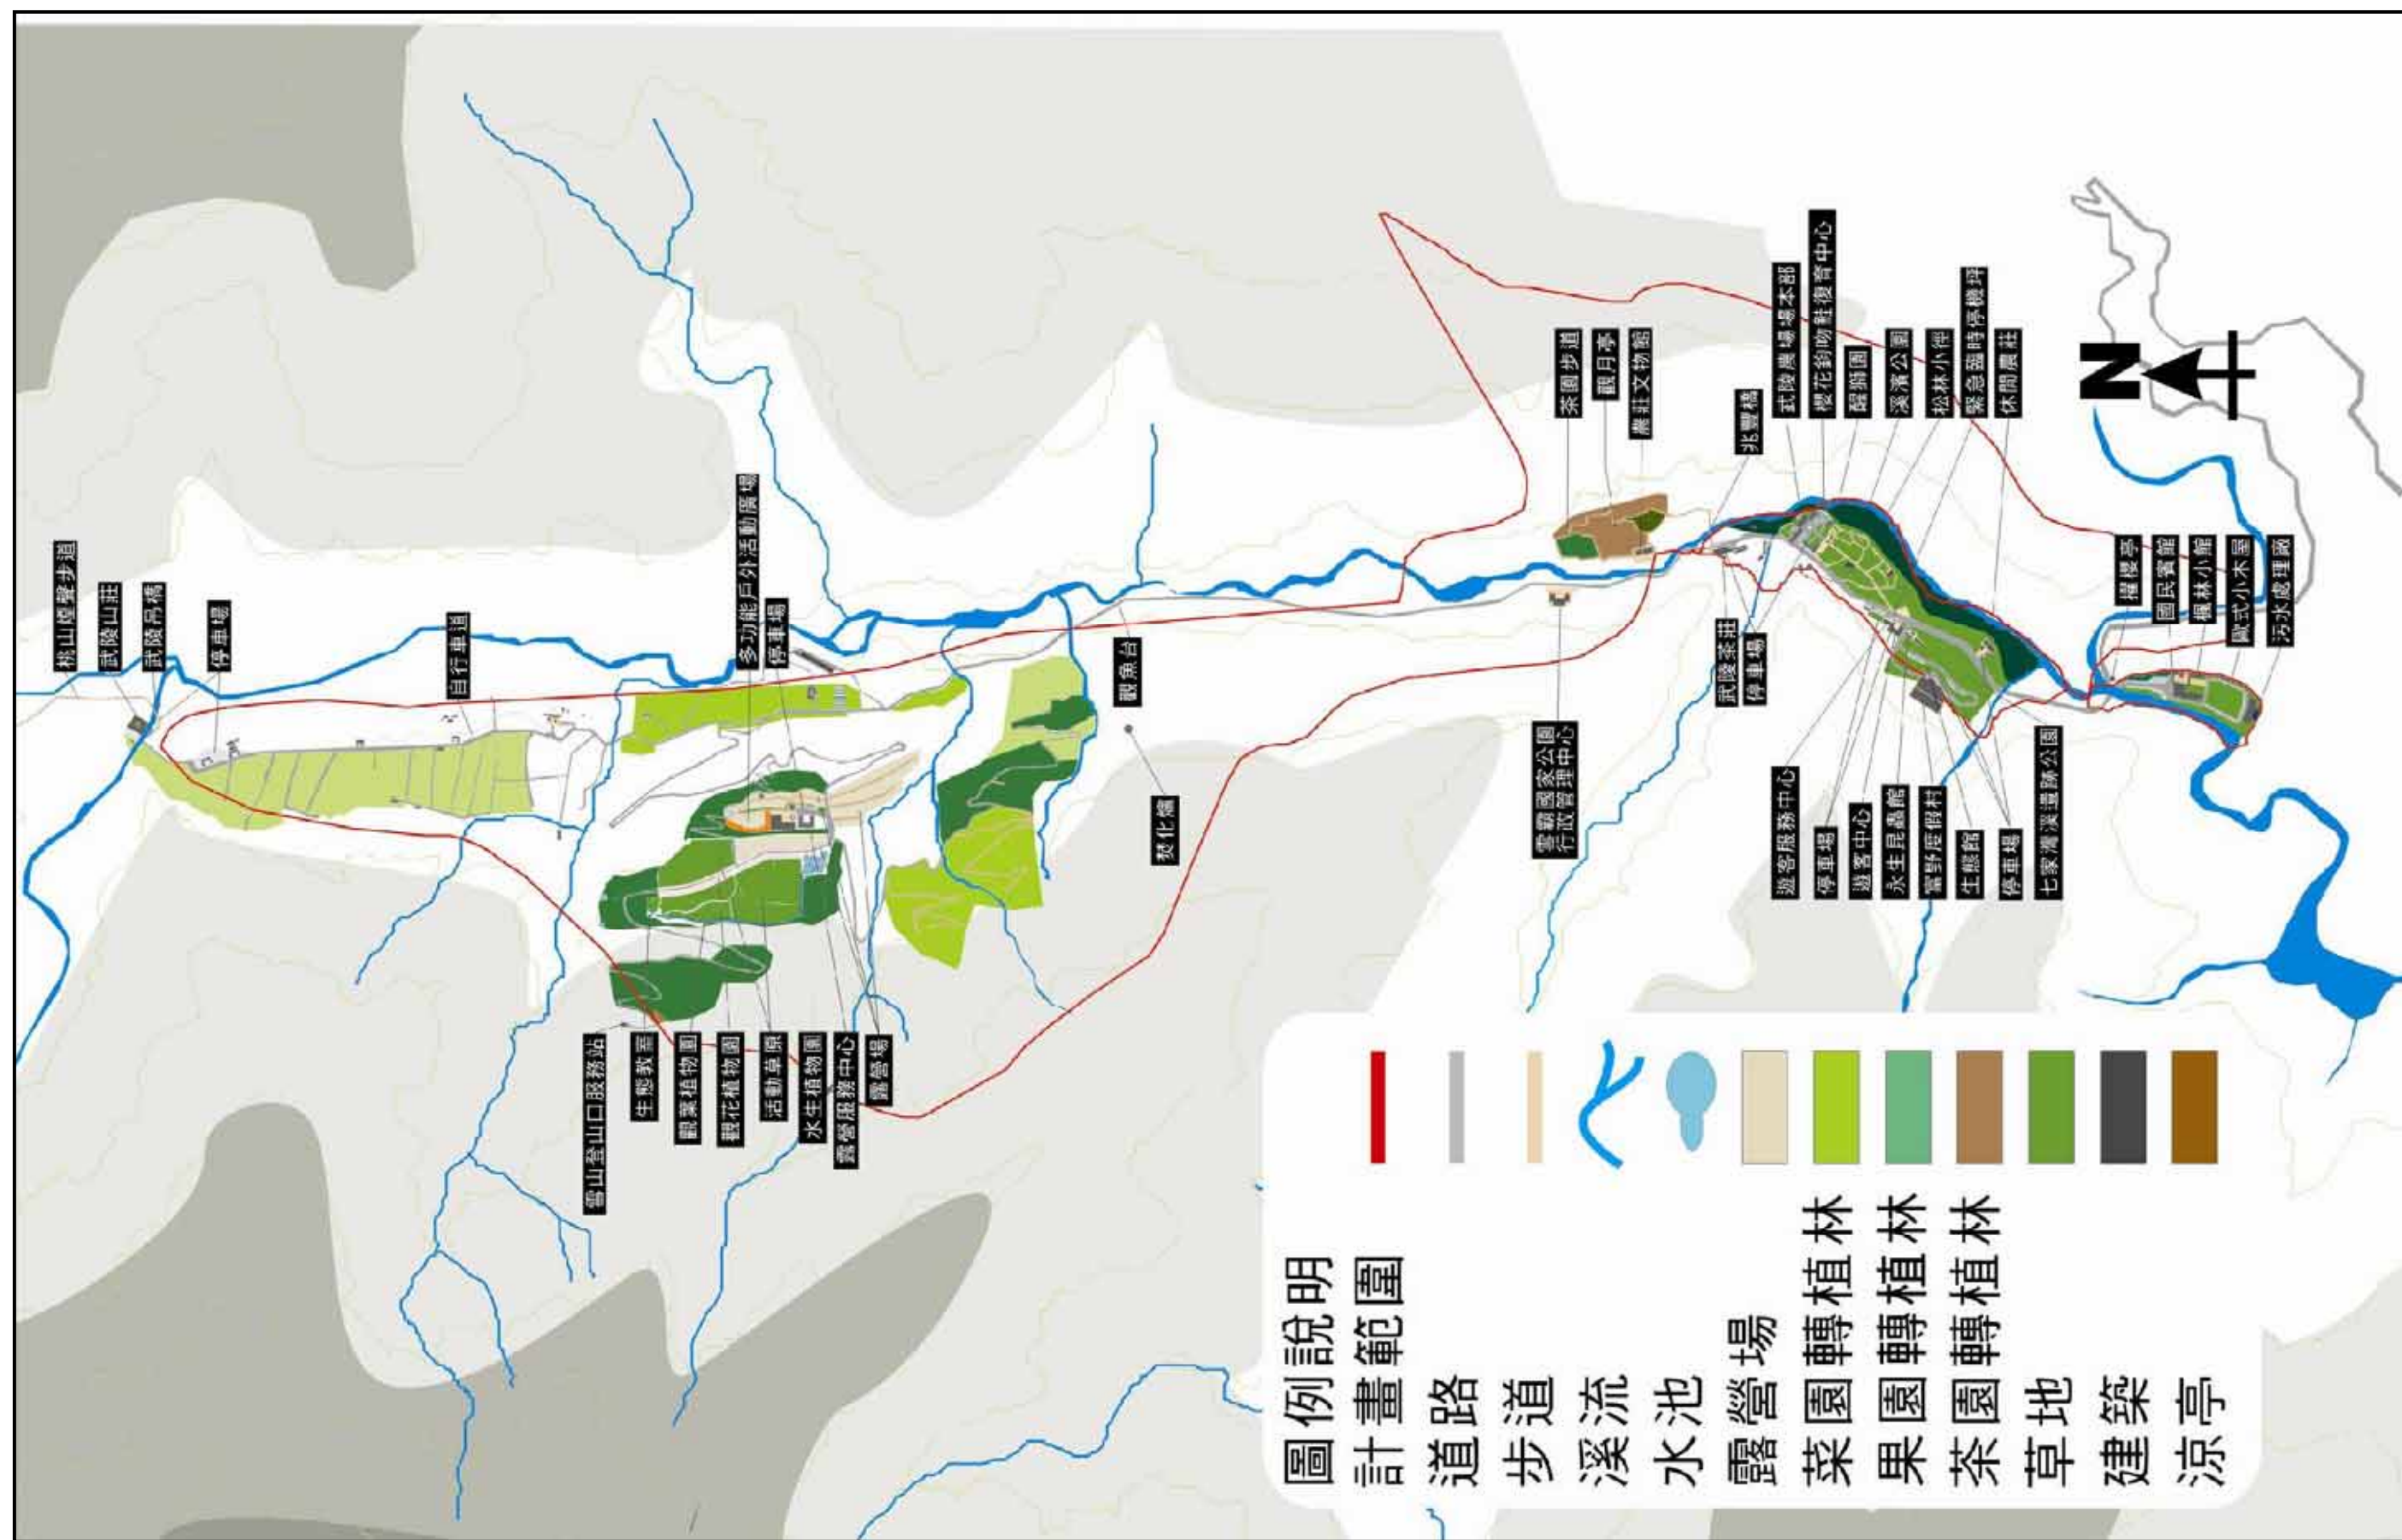 桃山煙聲步道
武陵山莊
武陵吊橋
停車場
自行車道
多功能戶外活動廣場
停車場
觀魚台
焚化爐
雪山登山口服務站
生態教室
觀葉植物園
觀花植物園
活動草原
水生植物園
露營服務中心
露營場
茶園步道
觀月亭
農莊文物館
兆豐橋
武陵農場場本部
櫻花鉤吻鮭復育中心
醒獅園
溪濱公園
松林小徑
緊急臨時停機坪
休閒農莊
雪霸國家公園
行政管理中心
武陵茶莊
停車場
遊客服務中心
停車場
遊客中心
永生昆蟲館
富野度假村
生態館
停車場
七家灣溪遺跡公園
擢櫻亭
國民賓館
楓林小館
歐式小木屋
污水處理廠
N
圖例說明
計畫範圍
道路
步道
溪流
水池
露營場
菜園轉植林
果園轉植林
茶園轉植林
草地
建築
涼亭